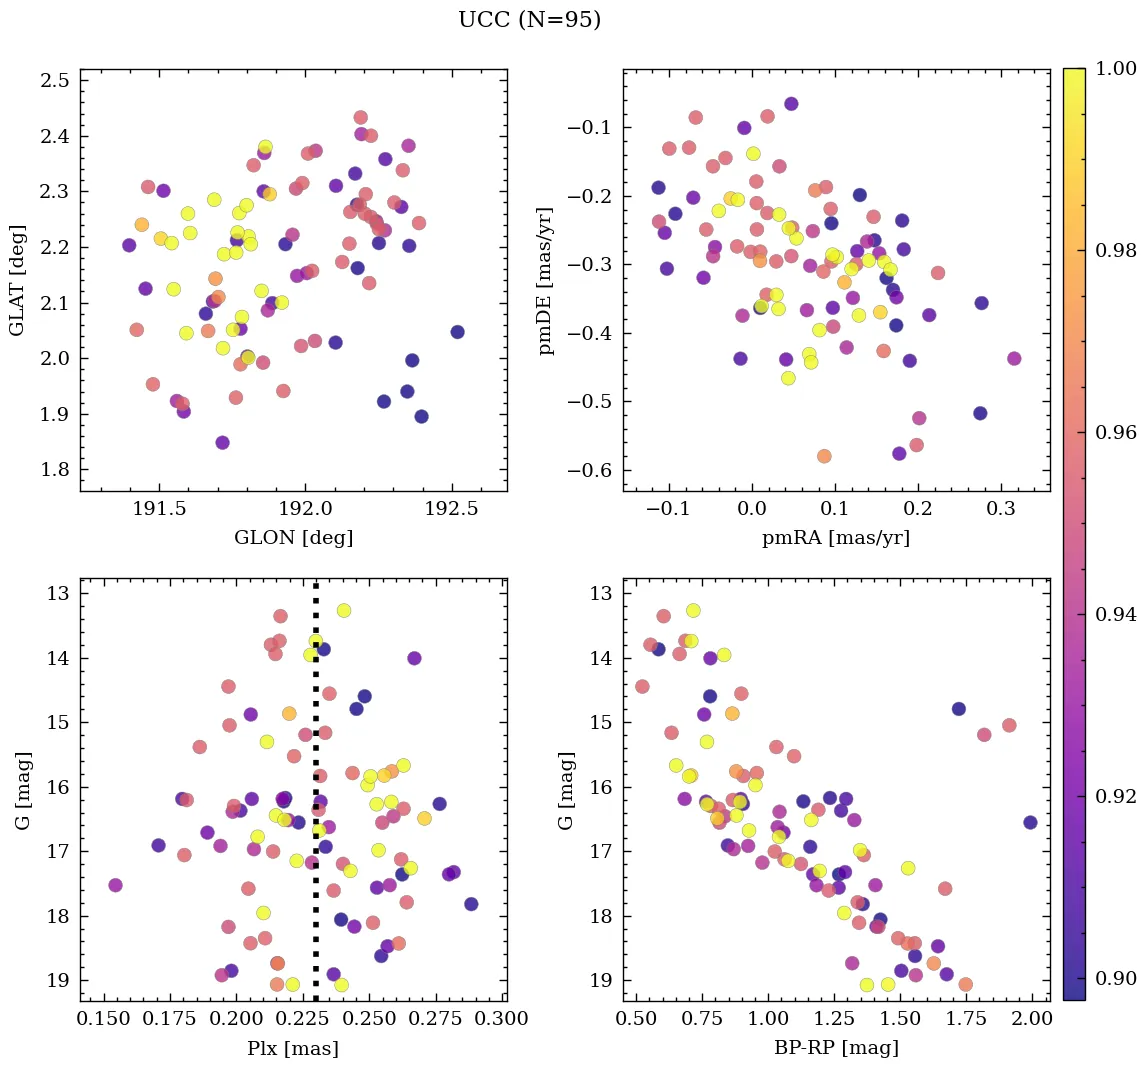 UCC (N=95)
2.5
2.4
2.3
2.2
2.1
2.0
1.9
1.8
GLAT [deg]
191.5 192.0 192.5
GLON [deg]
−0.1
−0.2
−0.3
−0.4
−0.5
−0.6
pmDE [mas/yr]
−0.1 0.0 0.1 0.2 0.3
pmRA [mas/yr]
13
14
15
16
17
18
19
G [mag]
0.150 0.175 0.200 0.225 0.250 0.275 0.300
Plx [mas]
13
14
15
16
17
18
19
G [mag]
0.50 0.75 1.00 1.25 1.50 1.75 2.00
BP-RP [mag]
1.00
0.98
0.96
0.94
0.92
0.90